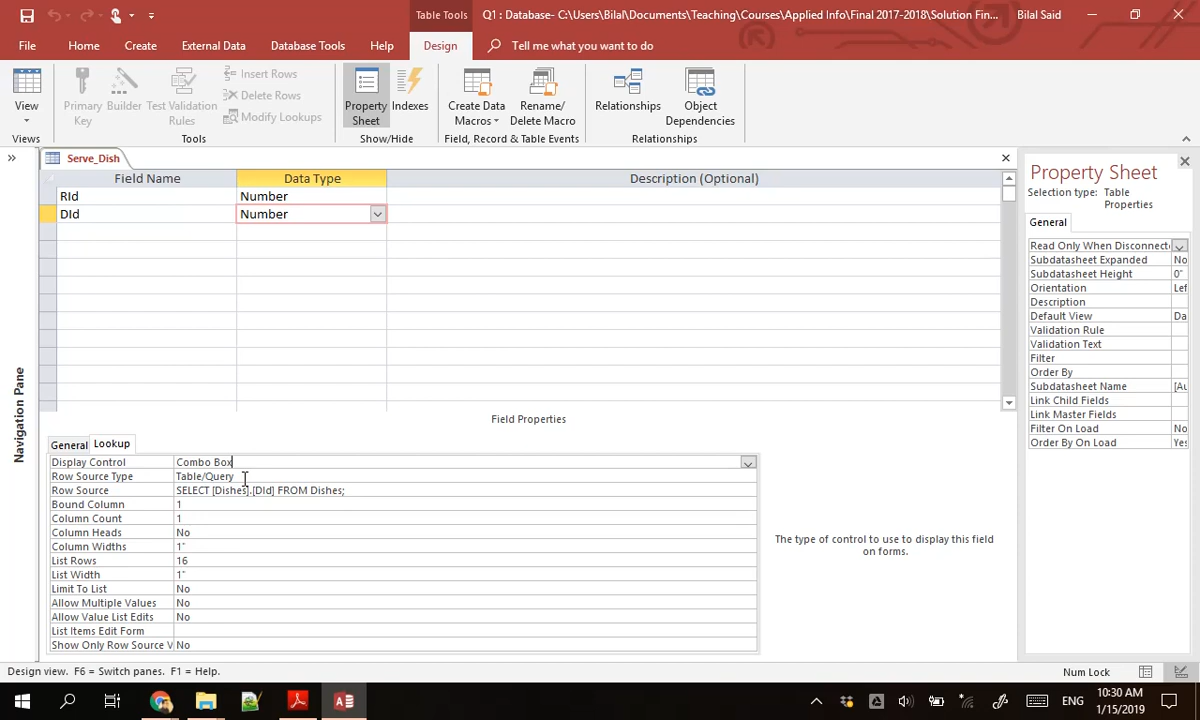 Table Tools
Q1 : Database- C:\Users\Bilal\Documents\Teaching\Courses\Applied Info\Final 2017-2018\Solution Fin...
Bilal Said
File
Home
Create
External Data
Database Tools
Help
Design
Tell me what you want to do
View
Primary Key
Builder
Test Validation Rules
Insert Rows
Delete Rows
Modify Lookups
Property Sheet
Indexes
Create Data Macros
Rename/ Delete Macro
Relationships
Object Dependencies
Views
Tools
Show/Hide
Field, Record & Table Events
Relationships
Serve_Dish
Field Name
Data Type
Description (Optional)
RId
Number
DId
Number
Navigation Pane
Field Properties
General
Lookup
Display Control
Combo Box
Row Source Type
Table/Query
Row Source
SELECT [Dishes].[DId] FROM Dishes;
Bound Column
1
Column Count
1
Column Heads
No
Column Widths
1"
List Rows
16
List Width
1"
Limit To List
No
Allow Multiple Values
No
Allow Value List Edits
No
List Items Edit Form
Show Only Row Source V
No
The type of control to use to display this field
on forms.
Property Sheet
Selection type:
Table
Properties
General
Read Only When Disconnect
Subdatasheet Expanded
No
Subdatasheet Height
0"
Orientation
Lef
Description
Default View
Da
Validation Rule
Validation Text
Filter
Order By
Subdatasheet Name
[Au
Link Child Fields
Link Master Fields
Filter On Load
No
Order By On Load
Yes
Design view. F6 = Switch panes. F1 = Help.
Num Lock
ENG
10:30 AM
1/15/2019